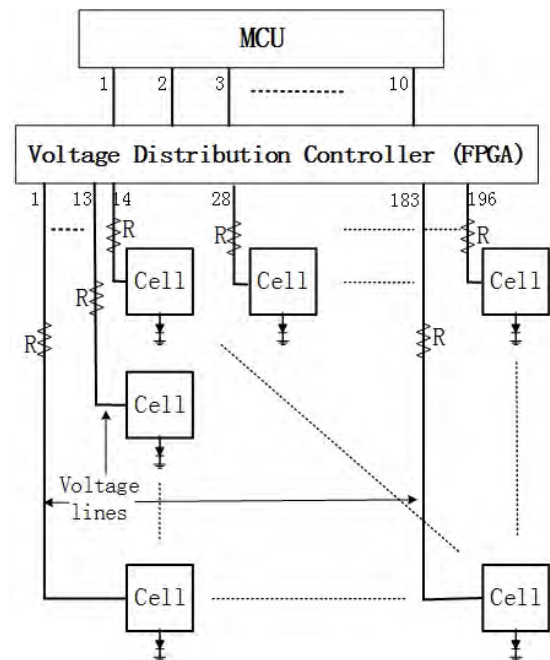 MCU
1 2 3 10
Voltage Distribution Controller (FPGA)
1 13 14 28 183 196
R R R
Cell Cell Cell
R
R R
Cell
Voltage
lines
Cell Cell